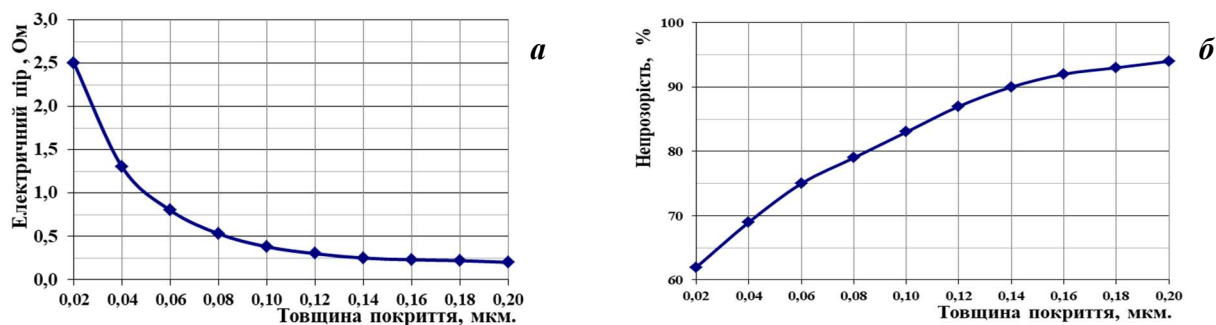 Електричний пір , Ом
3,0
2,5
2,0
1,5
1,0
0,5
0,0
0,02 0,04 0,06 0,08 0,10 0,12 0,14 0,16 0,18 0,20
Товщина покриття, мкм.
а
Непрозорість, %
100
90
80
70
60
0,02 0,04 0,06 0,08 0,10 0,12 0,14 0,16 0,18 0,20
Товщина покриття, мкм.
б